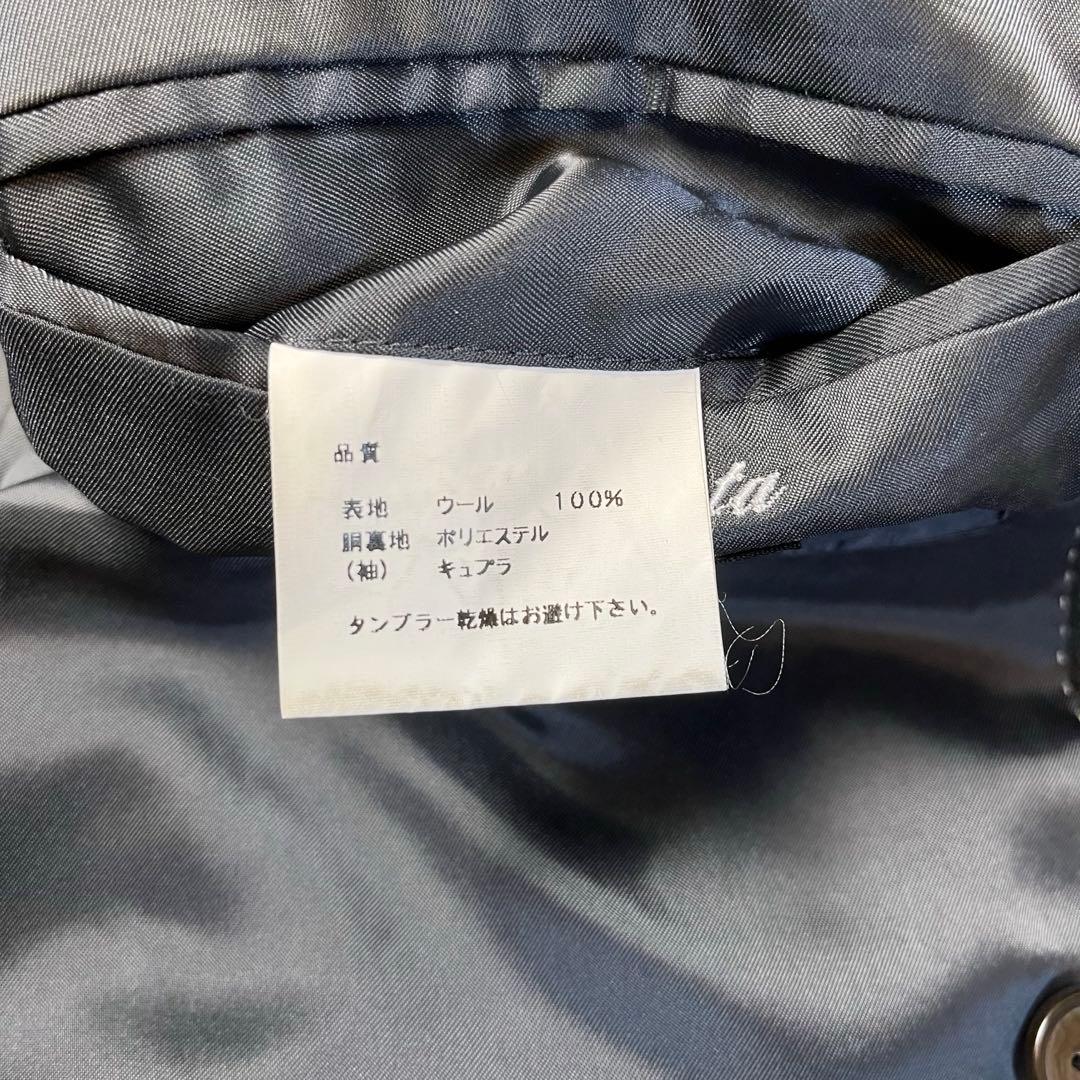 品質
表地 ウール 100%
胴裏地 ポリエステル
(袖) キュプラ
タンブラー乾燥はお避け下さい。
ta